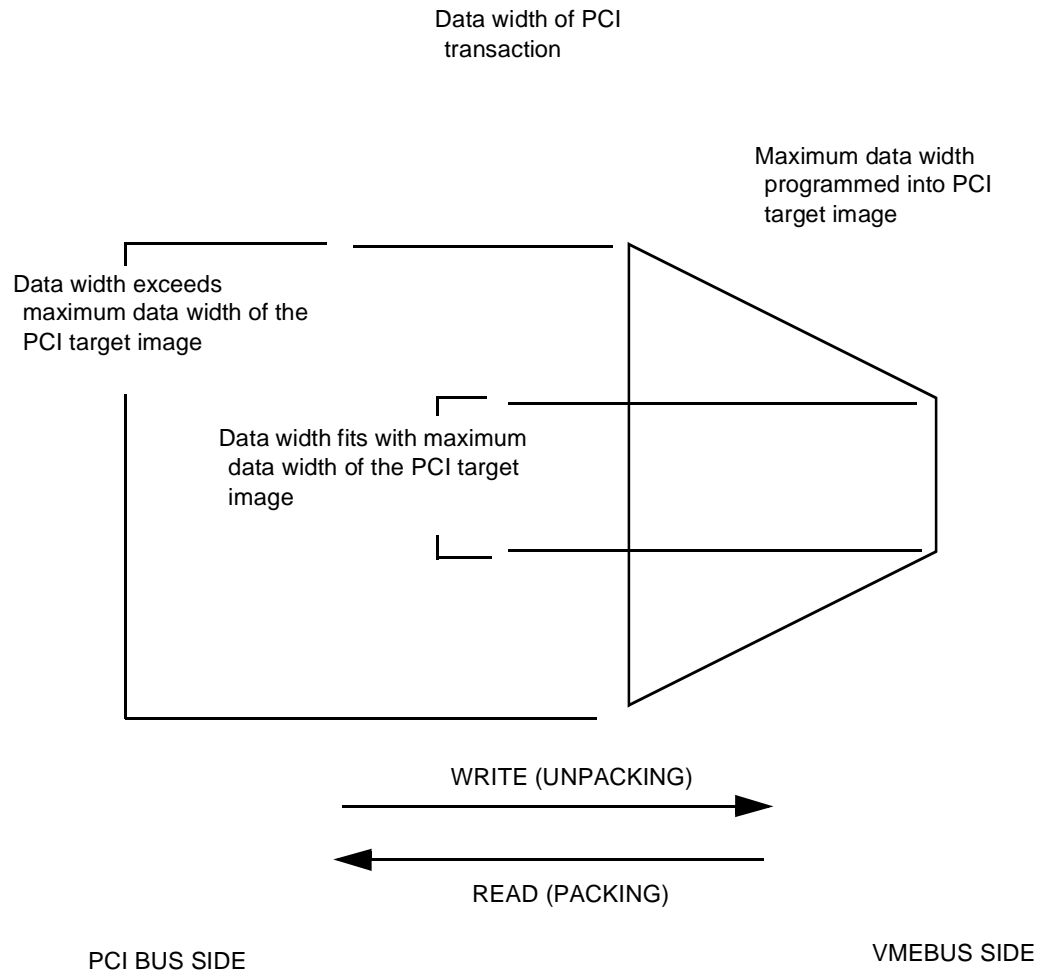 Data width of PCI
transaction
Maximum data width
programmed into PCI
target image
Data width exceeds
maximum data width of the
PCI target image
Data width fits with maximum
data width of the PCI target
image
WRITE (UNPACKING)
READ (PACKING)
PCI BUS SIDE
VMEBUS SIDE